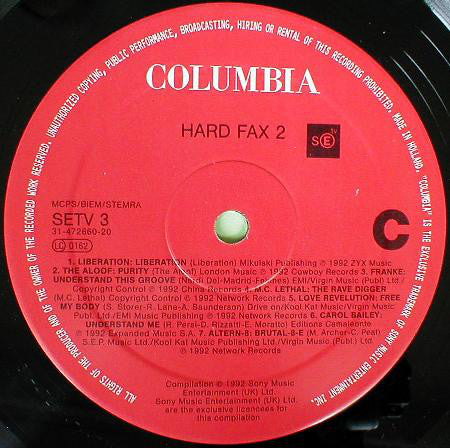 ALL RIGHTS OF THE PRODUCER AND OF THE OWNER OF THE RECORDED WORK RESERVED. UNAUTHORIZED COPYING, PUBLIC PERFORMANCE, BROADCASTING, HIRING OR RENTAL OF THIS RECORDING PROHIBITED. MADE IN HOLLAND. "COLUMBIA" IS THE EXCLUSIVE TRADEMARK OF SONY MUSIC ENTERTAINMENT INC.
COLUMBIA
HARD FAX 2
SE TV
MCPS/BIEM/STEMRA
SETV 3
31-472660-20
LC 0162
C
1. LIBERATION: LIBERATION (Liberation) Mikulski Publishing ℗ 1992 ZYX Music
2. THE ALOOF: PURITY (The Aloof) London Music ℗ 1992 Cowboy Records 3. FRANKE:
UNDERSTAND THIS GROOVE (Nardi-Del-Madrid-Fennes) EMI/Virgin (Publ) Ltd./
Copyright Control ℗ 1992 China Records 4. M.C. LETHAL: THE RAVE DIGGER
(M.C. Lethal) Copyright Control ℗ 1992 Network Records 5. LOVE REVELUTION: FREE
MY BODY (S. Storer-R. Lane-A. Saunderson) Drive on/Kool Kat Music/Virgin Music
Publ. Ltd./EMI Music Publishing ℗ 1992 Network Records 6. CAROL BAILEY:
UNDERSTAND ME (R. Persi-D. Rizzatti-E. Moratto) Editions Cameleonte
℗ 1992 Expanded Music S.A. 7. ALTERN-8: BRUTAL-8-E (M. Archer-C. Peat)
S.E.P. Music Ltd./Kool Kat Music Publishing Ltd./Virgin Music (Publ) Ltd.
℗ 1992 Network Records
Compilation ℗ 1992 Sony Music
Entertainment (UK) Ltd.
Sony Music Entertainment (UK) Ltd.
are the exclusive licencees for this
compilation